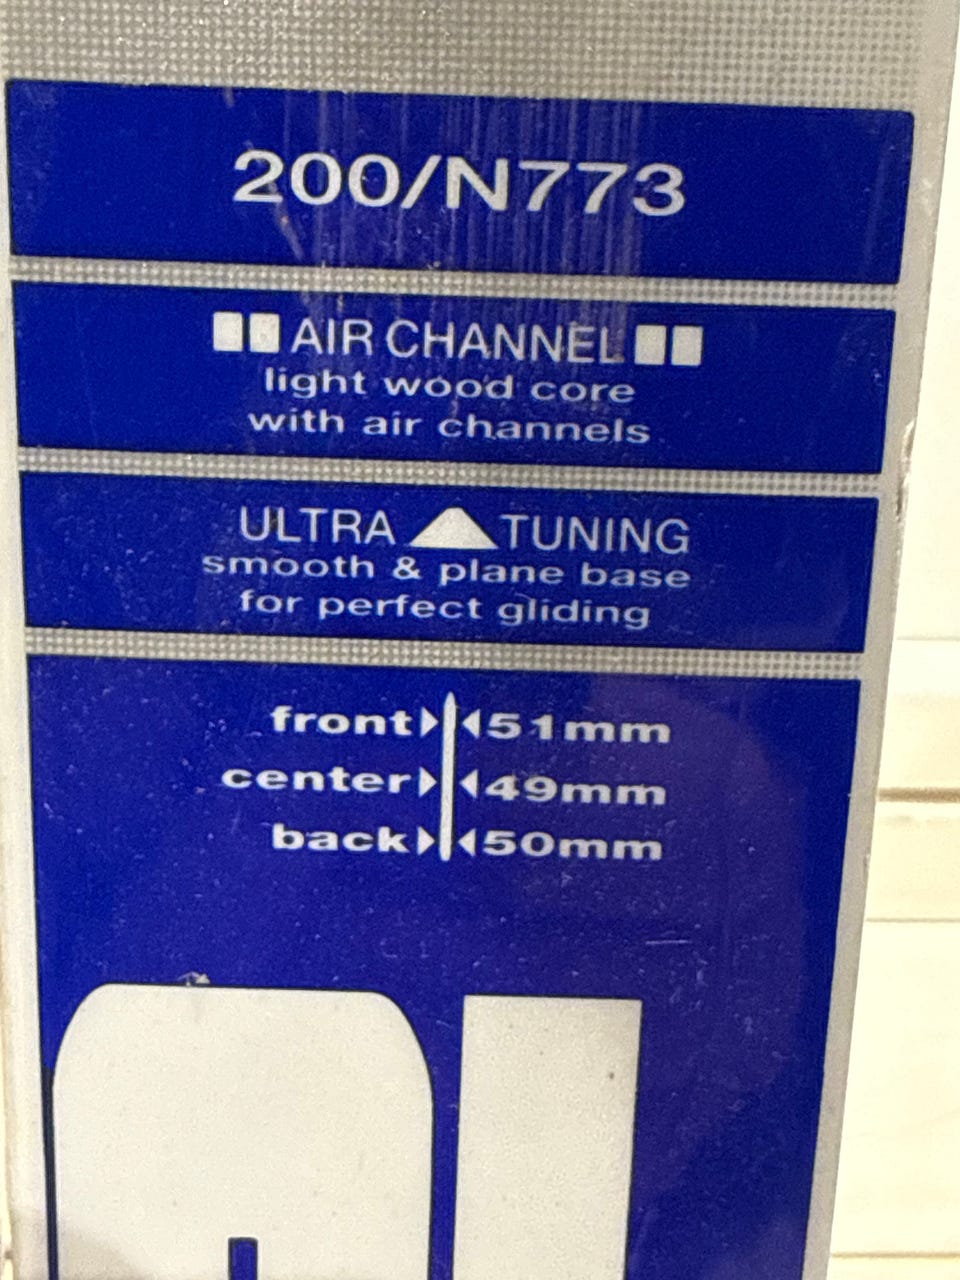 200/N773
AIR CHANNEL
light wood core
with air channels
ULTRA TUNING
smooth & plane base
for perfect gliding
front 51mm
center 49mm
back 50mm